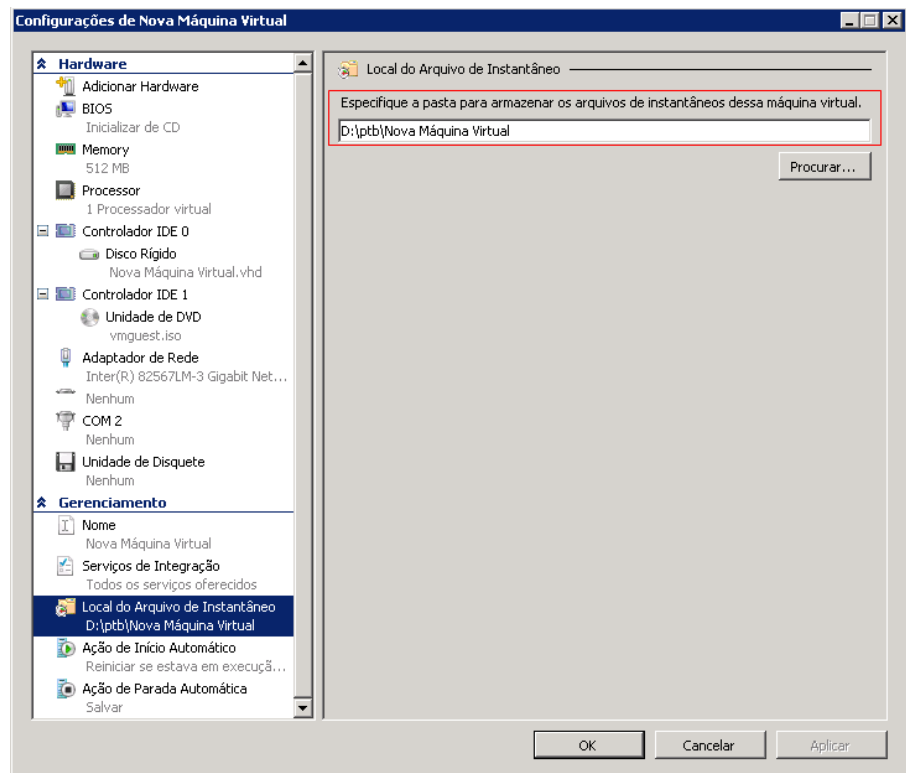 Configurações de Nova Máquina Virtual
Hardware
Adicionar Hardware
BIOS
Inicializar de CD
Memory
512 MB
Processor
1 Processador virtual
Controlador IDE 0
Disco Rígido
Nova Máquina Virtual.vhd
Controlador IDE 1
Unidade de DVD
vmguest.iso
Adaptador de Rede
Inter(R) 82567LM-3 Gigabit Net...
Nenhum
COM 2
Nenhum
Unidade de Disquete
Nenhum
Gerenciamento
Nome
Nova Máquina Virtual
Serviços de Integração
Todos os serviços oferecidos
Local do Arquivo de Instantâneo
D:\ptb\Nova Máquina Virtual
Ação de Início Automático
Reiniciar se estava em execuçã...
Ação de Parada Automática
Salvar
Local do Arquivo de Instantâneo
Especifique a pasta para armazenar os arquivos de instantâneos dessa máquina virtual.
D:\ptb\Nova Máquina Virtual
Procurar...
OK
Cancelar
Aplicar